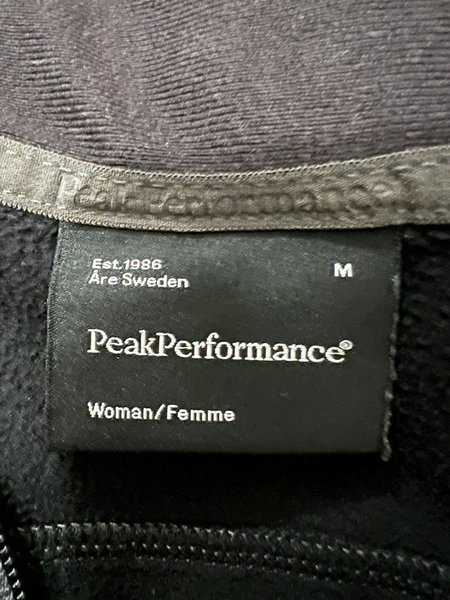 PeakPerformance
Est.1986
Åre Sweden
M
PeakPerformance®
Woman/Femme